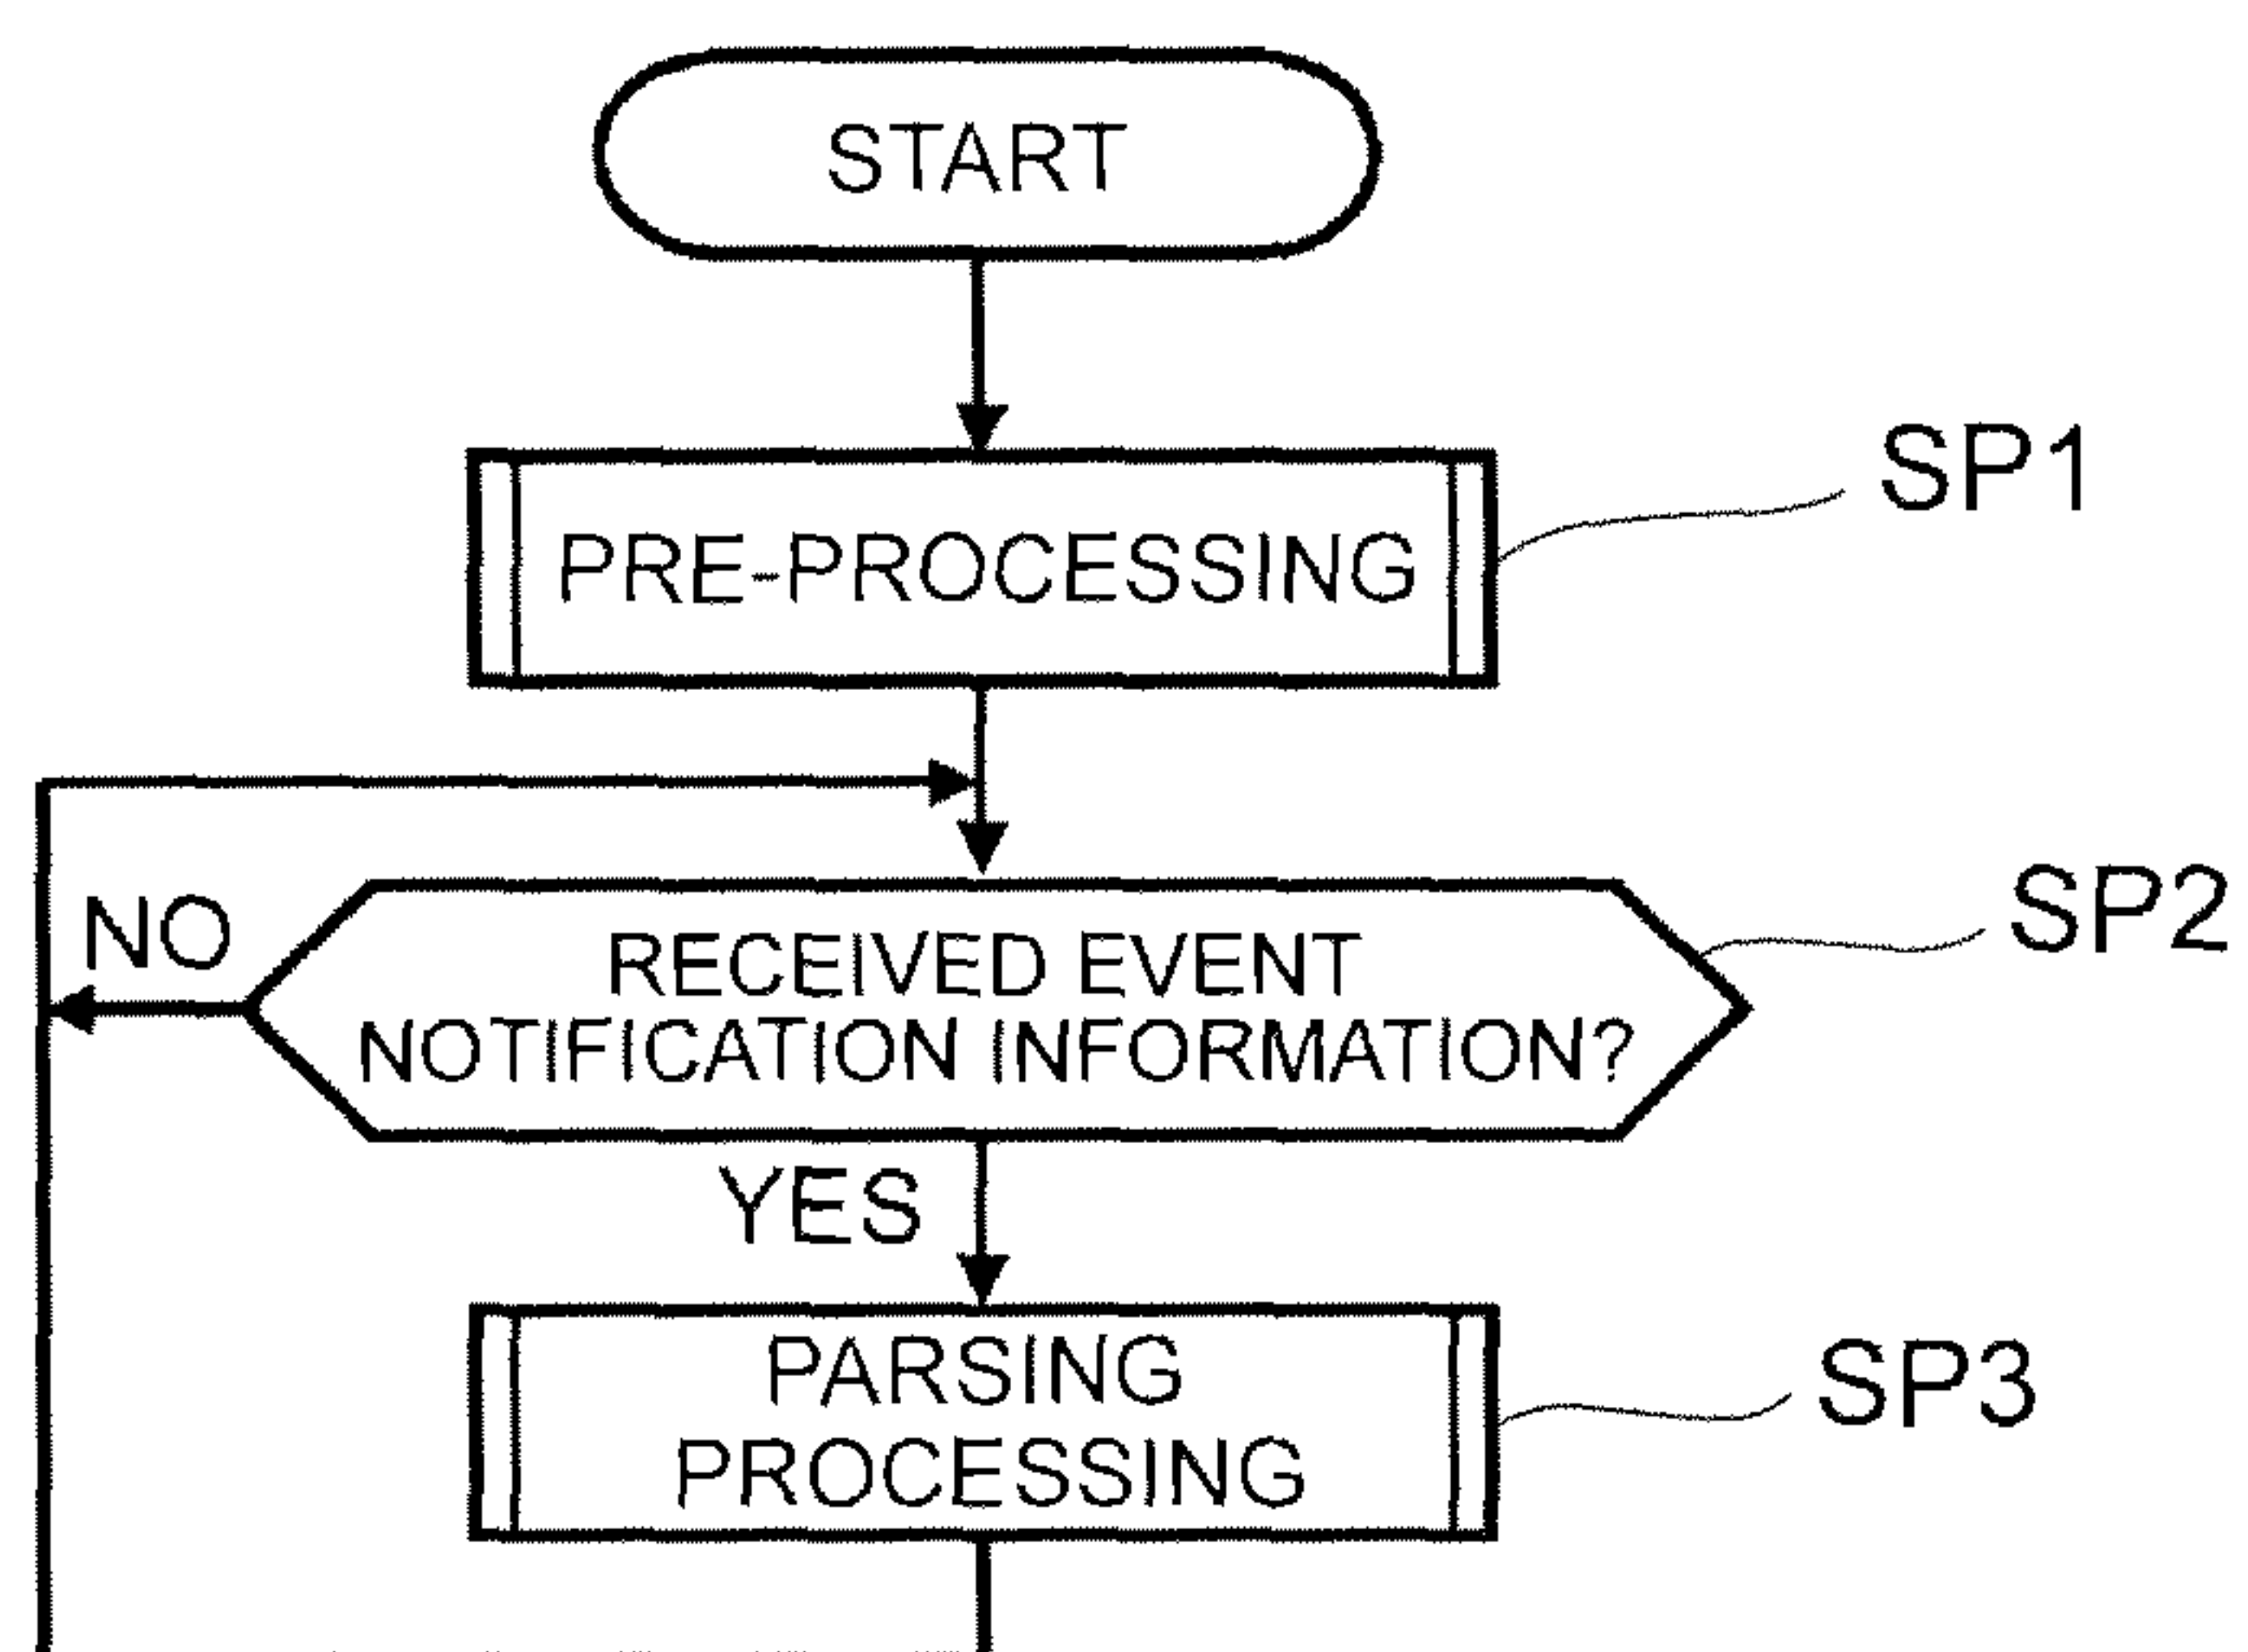 START
PRE-PROCESSING
SP1
NO
RECEIVED EVENT
NOTIFICATION INFORMATION?
SP2
YES
PARSING
PROCESSING
SP3